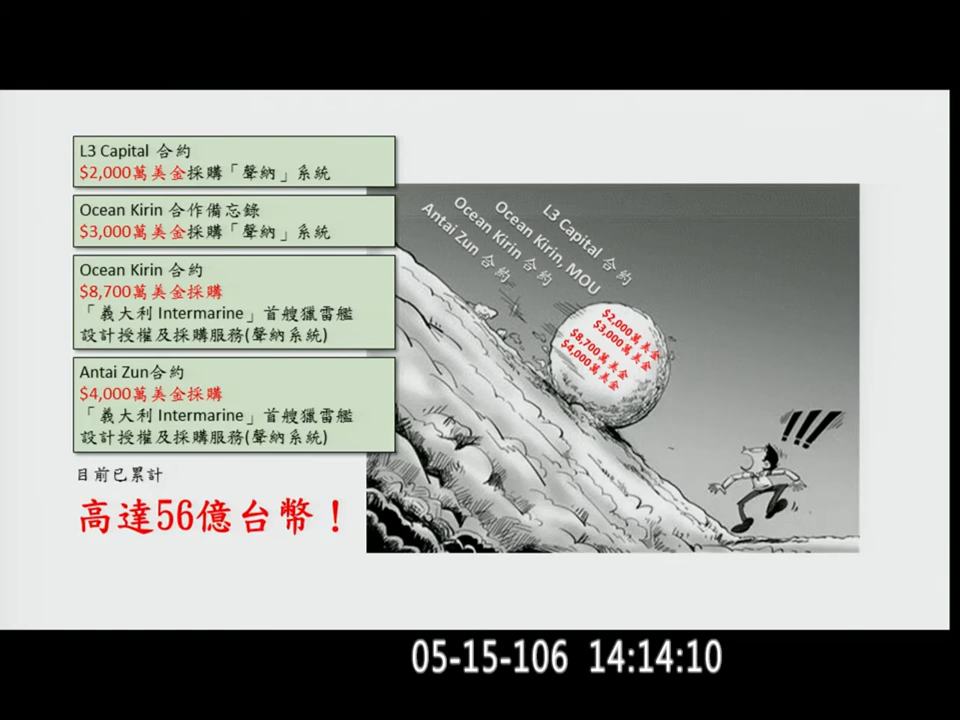 L3 Capital 合約
$2,000萬美金採購「聲納」系統
Ocean Kirin 合作備忘錄
$3,000萬美金採購「聲納」系統
Ocean Kirin 合約
$8,700萬美金採購
「義大利 Intermarine」首艘獵雷艦
設計授權及採購服務(聲納系統)
Antai Zun合約
$4,000萬美金採購
「義大利 Intermarine」首艘獵雷艦
設計授權及採購服務(聲納系統)
目前已累計
高達56億台幣！
L3 Capital 合約
Ocean Kirin, MOU
Ocean Kirin 合約
Antai Zun 合約
$2,000萬美金
$3,000萬美金
$8,700萬美金
$4,000萬美金
!!!
05-15-106 14:14:10